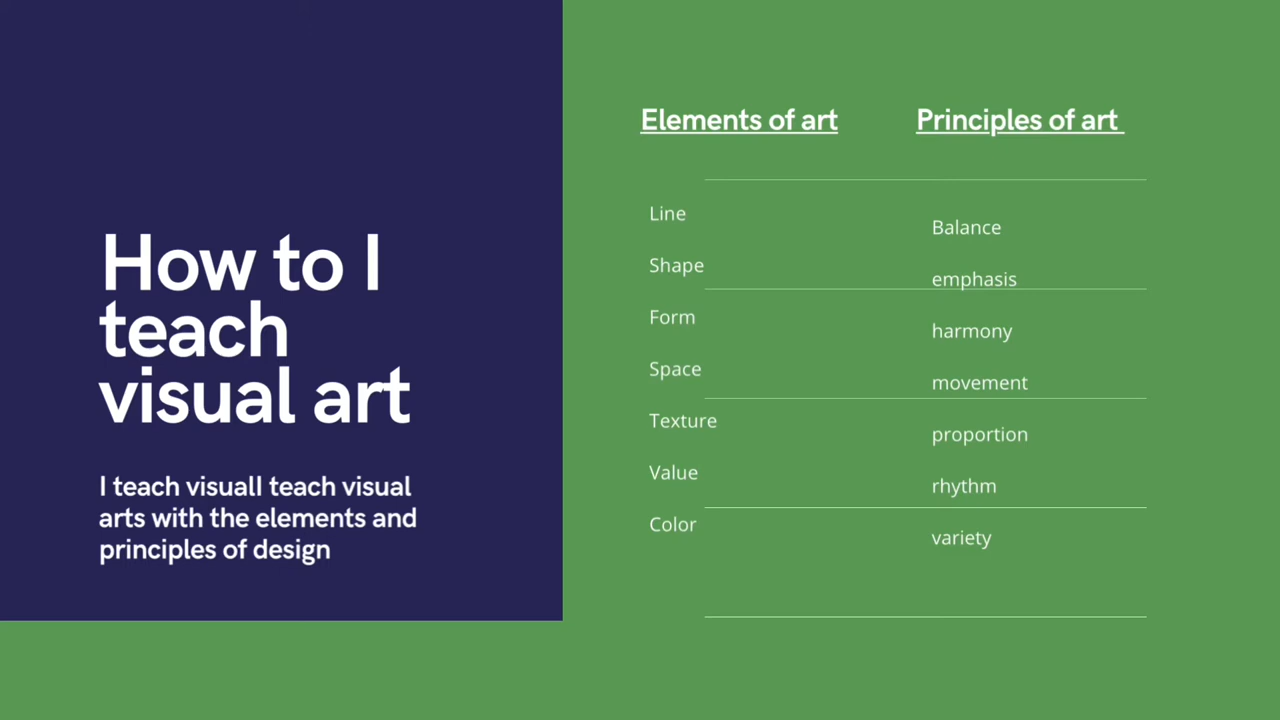 How to I
teach
visual art
I teach visualI teach visual
arts with the elements and
principles of design
Elements of art
Line
Shape
Form
Space
Texture
Value
Color
Principles of art
Balance
emphasis
harmony
movement
proportion
rhythm
variety